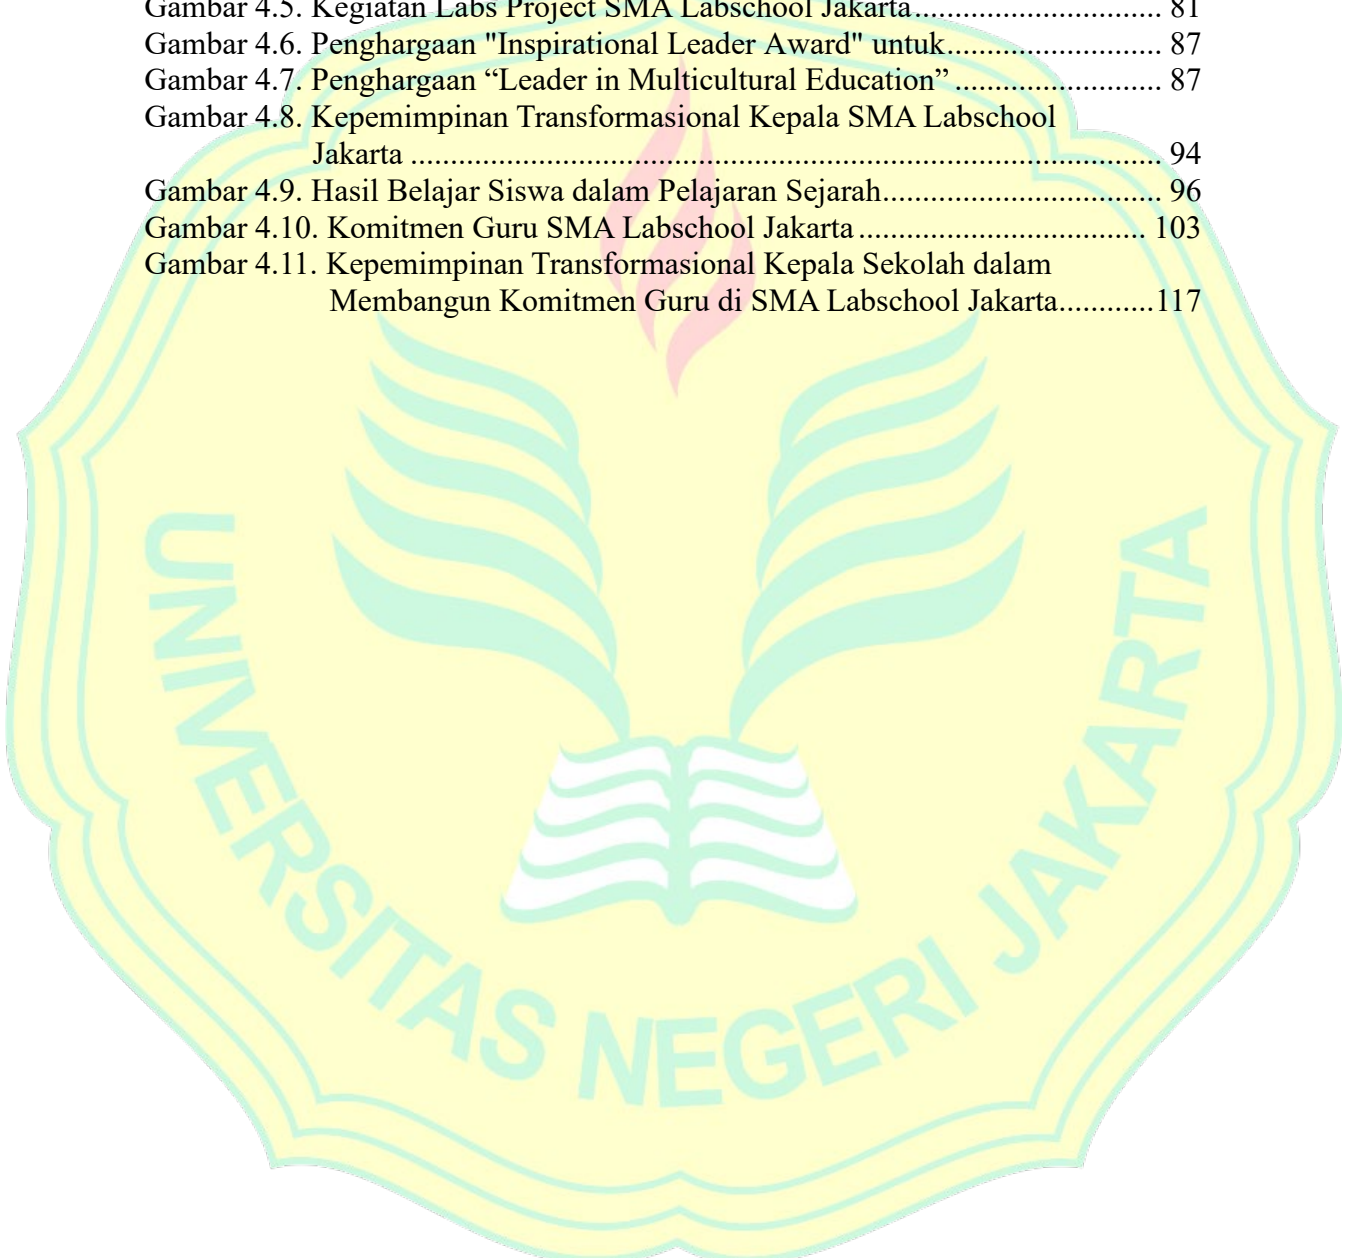 Gambar 4.5. Kegiatan Labs Project SMA Labschool Jakarta................................ 81
Gambar 4.6. Penghargaan "Inspirational Leader Award" untuk........................... 87
Gambar 4.7. Penghargaan “Leader in Multicultural Education” .......................... 87
Gambar 4.8. Kepemimpinan Transformasional Kepala SMA Labschool
Jakarta ............................................................................................... 94
Gambar 4.9. Hasil Belajar Siswa dalam Pelajaran Sejarah................................... 96
Gambar 4.10. Komitmen Guru SMA Labschool Jakarta .................................... 103
Gambar 4.11. Kepemimpinan Transformasional Kepala Sekolah dalam
Membangun Komitmen Guru di SMA Labschool Jakarta............117
UNIVERSITAS NEGERI JAKARTA